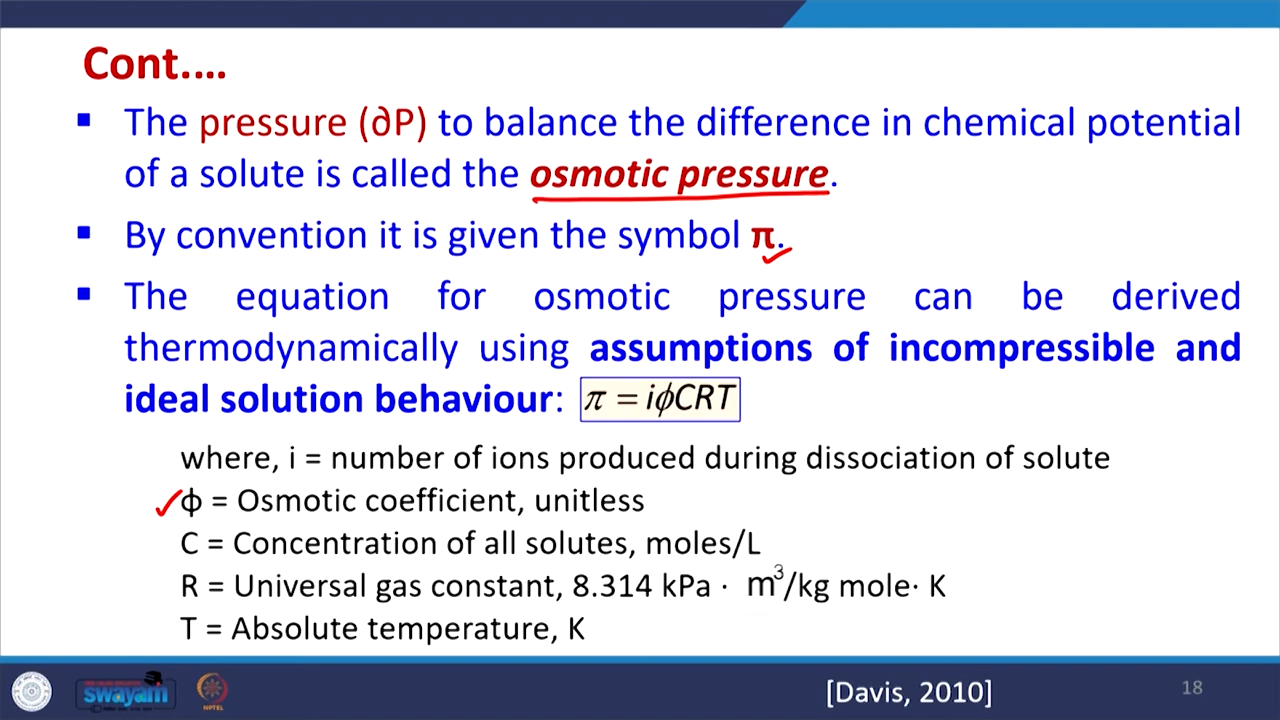 Cont.…
▪ The pressure (∂P) to balance the difference in chemical potential
of a solute is called the osmotic pressure.
▪ By convention it is given the symbol π.
▪ The equation for osmotic pressure can be derived
thermodynamically using assumptions of incompressible and
ideal solution behaviour: π = iϕCRT
where, i = number of ions produced during dissociation of solute
ϕ = Osmotic coefficient, unitless
C = Concentration of all solutes, moles/L
R = Universal gas constant, 8.314 kPa · m³/kg mole· K
T = Absolute temperature, K
swayam
NPTEL
[Davis, 2010]
18